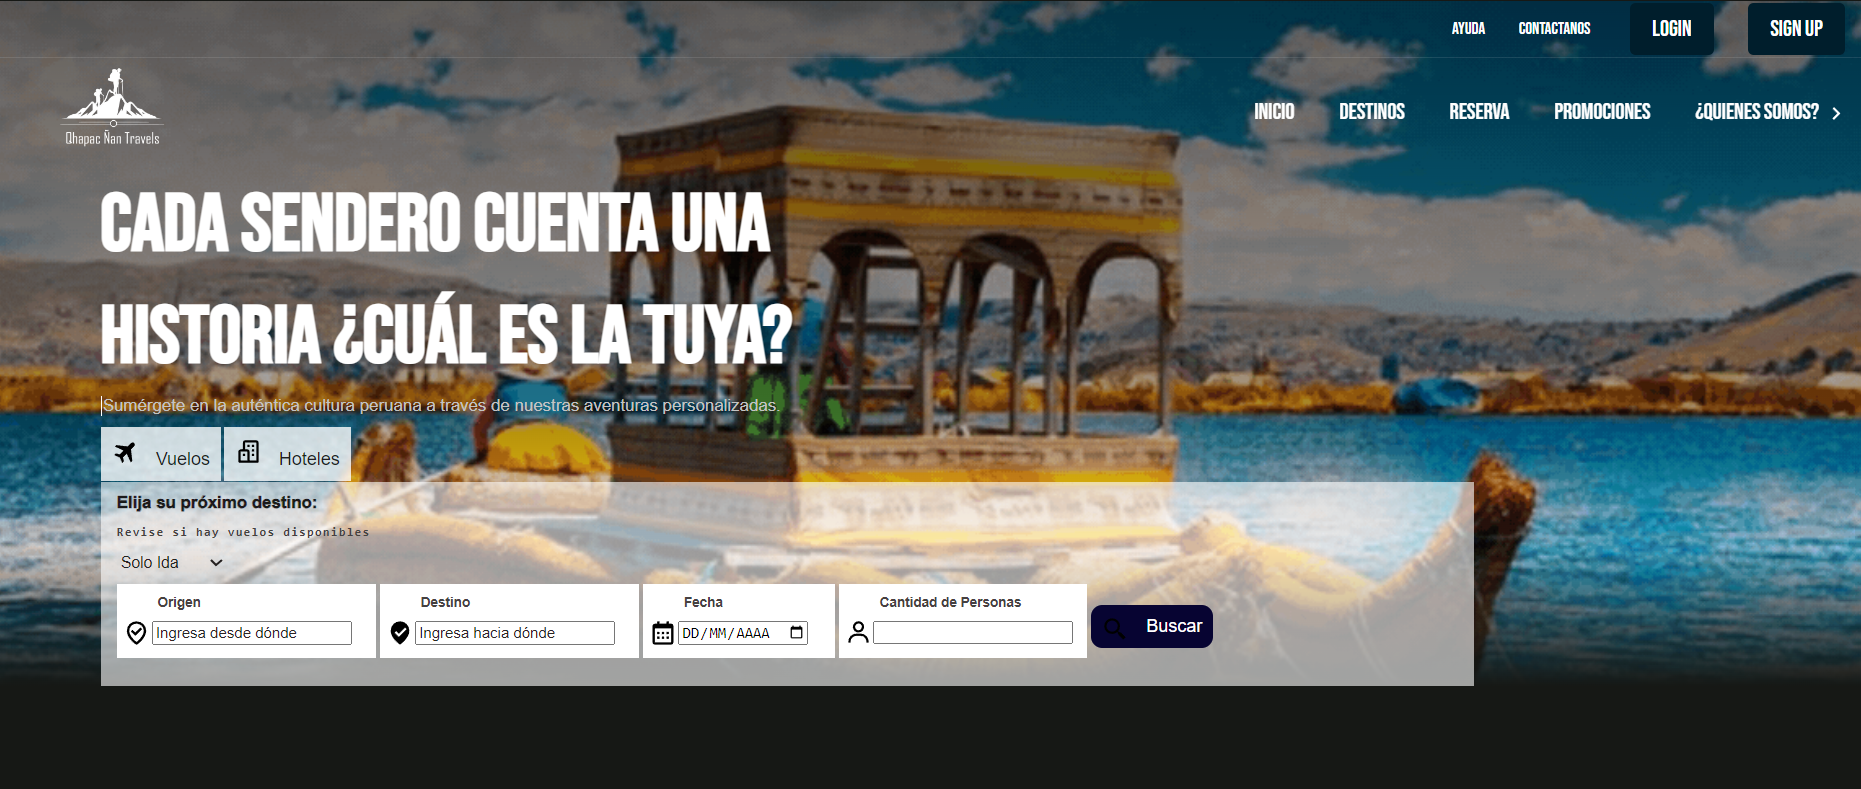 AYUDA CONTACTANOS LOGIN SIGN UP
Qhapac Ñan Travels
INICIO DESTINOS RESERVA PROMOCIONES ¿QUIENES SOMOS?
CADA SENDERO CUENTA UNA
HISTORIA ¿CUÁL ES LA TUYA?
Sumérgete en la auténtica cultura peruana a través de nuestras aventuras personalizadas.
Vuelos Hoteles
Elija su próximo destino:
Revise si hay vuelos disponibles
Solo Ida
Origen Destino Fecha Cantidad de Personas
Ingresa desde dónde Ingresa hacia dónde DD/MM/AAAA Buscar